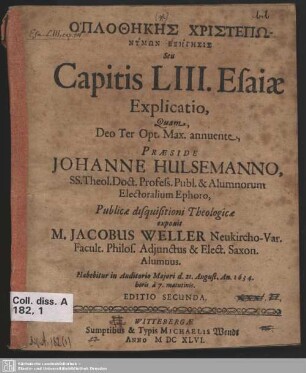 ΟΠΛΟΘΗΚΗΣ ΧΡΙΣΤΕΠΩ-
ΝΥΜΩΝ ΕΞΗΓΗΣΙΣ
Seu
Capitis LIII. Esaiæ
Explicatio,
Quam,
Deo Ter Opt. Max. annuente,
PRÆSIDE
JOHANNE HULSEMANNO,
SS. Theol. Doct. Profess. Publ. & Alumnorum
Electoralium Ephoro,
Publicæ disquisitioni Theologicæ
exponit
M. JACOBUS WELLER Neukircho-Var.
Facult. Philos. Adjunctus & Elect. Saxon.
Alumnus.
Habebitur in Auditorio Majori d. 21. August. An. 1634.
horis à 7. matutinis.
EDITIO SECUNDA,
Coll. diss. A
182, 1
WITTEBERGÆ
Sumptibus & Typis MICHAELIS Wendt
Anno M DC XLVI.